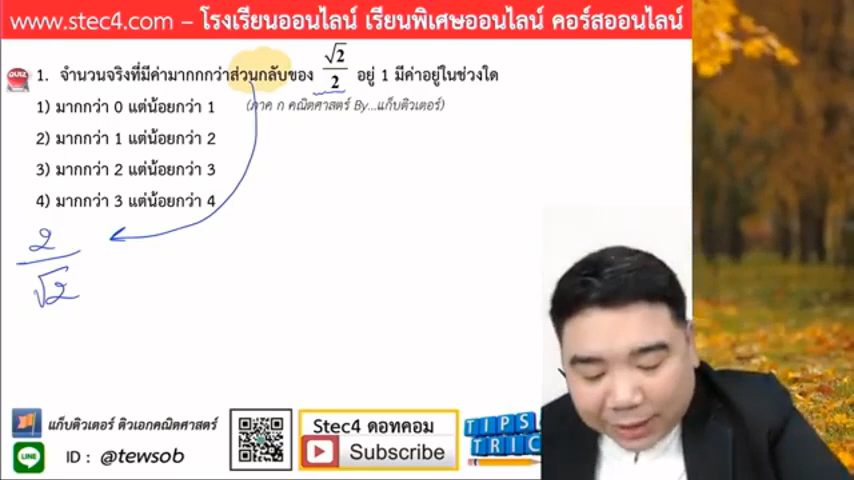 www.stec4.com – โรงเรียนออนไลน์ เรียนพิเศษออนไลน์ คอร์สออนไลน์
QUIZ
1. จำนวนจริงที่มีค่ามากกกว่าส่วนกลับของ √2/2 อยู่ 1 มีค่าอยู่ในช่วงใด
1) มากกว่า 0 แต่น้อยกว่า 1 (ภาค ก คณิตศาสตร์ By...แก็บติวเตอร์)
2) มากกว่า 1 แต่น้อยกว่า 2
3) มากกว่า 2 แต่น้อยกว่า 3
4) มากกว่า 3 แต่น้อยกว่า 4
2/√2
แก็บติวเตอร์ ติวเอกคณิตศาสตร์
LINE ID : @tewsob
Stec4 ดอทคอม
Subscribe
TIPS
TRIC